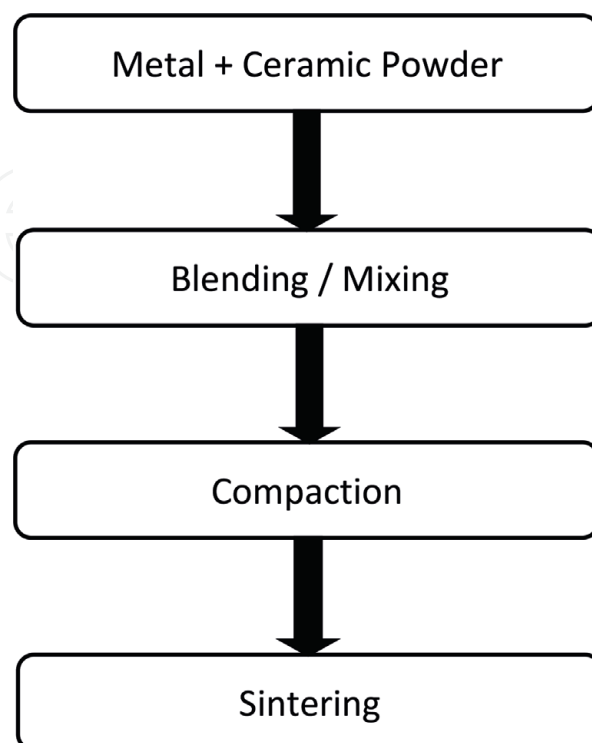 Metal + Ceramic Powder
Blending / Mixing
Compaction
Sintering